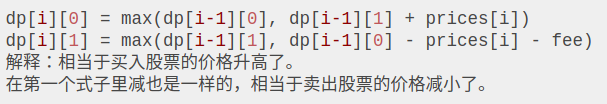 dp[i][0] = max(dp[i-1][0], dp[i-1][1] + prices[i])
dp[i][1] = max(dp[i-1][1], dp[i-1][0] - prices[i] - fee)
解释：相当于买入股票的价格升高了。
在第一个式子里减也是一样的，相当于卖出股票的价格减小了。